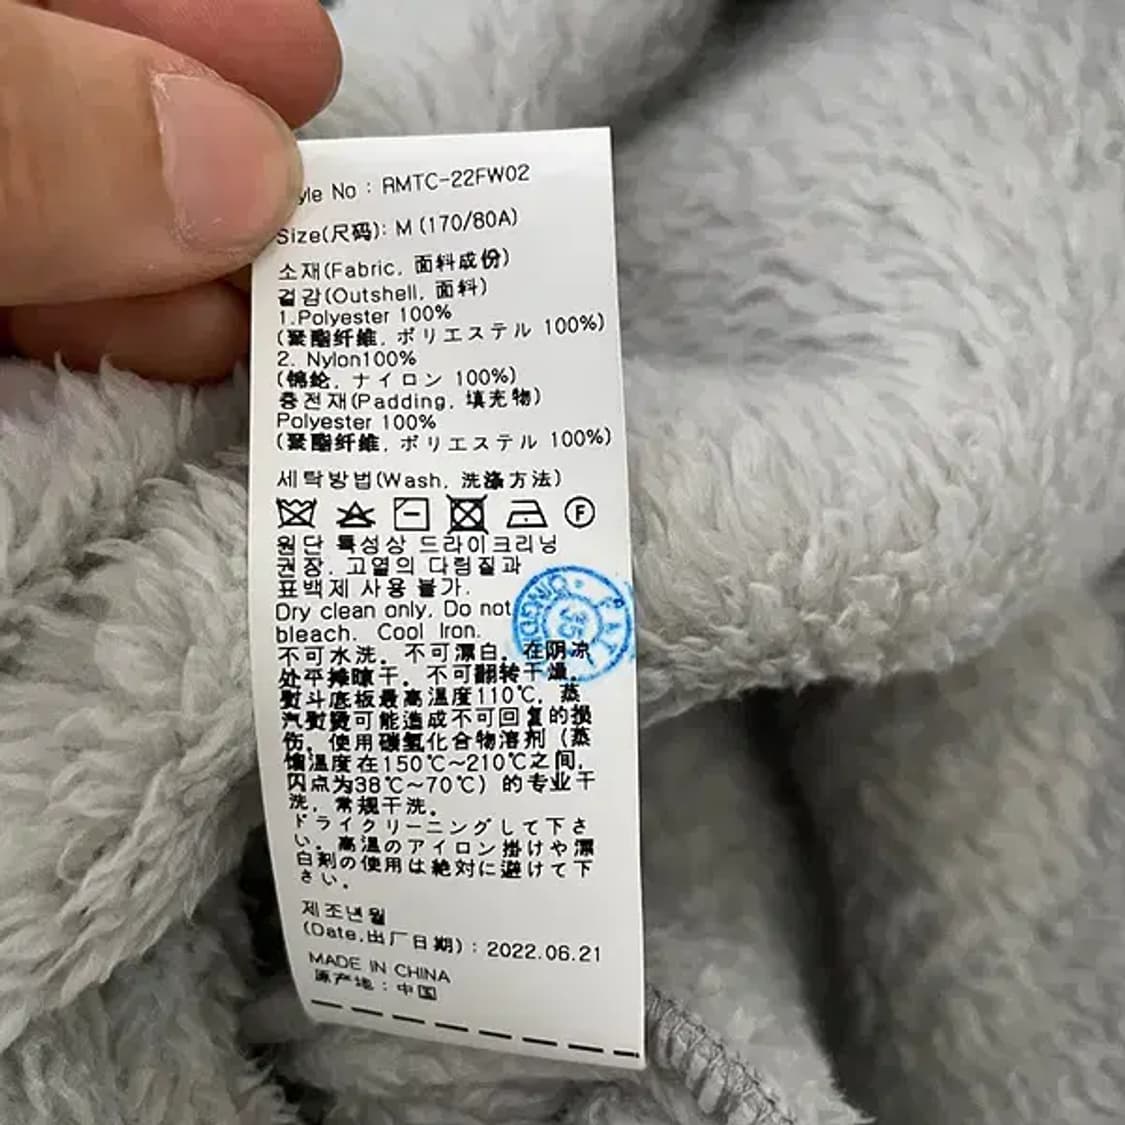 yle No : RMTC-22FW02
Size(尺码): M (170/80A)
소재(Fabric, 面料成份)
겉감(Outshell, 面料)
1.Polyester 100%
(聚酯纤维, ポリエステル 100%)
2. Nylon100%
(锦纶, ナイロン 100%)
충전재(Padding, 填充物)
Polyester 100%
(聚酯纤维, ポリエステル 100%)
세탁방법(Wash, 洗涤方法)
F
원단 특성상 드라이크리닝
권장. 고열의 다림질과
표백제 사용 불가.
Dry clean only, Do not
bleach. Cool Iron.
不可水洗。不可漂白。在阴凉
处平摊晾干。不可翻转干燥。
熨斗底板最高温度110℃, 蒸
汽熨烫可能造成不可回复的损
伤。使用碳氢化合物溶剂 (蒸
馏温度在150℃~210℃之间,
闪点为38℃~70℃) 的专业干
洗, 常规干洗。
ドライクリーニングして下さ
い。高温のアイロン掛けや漂
白剤の使用は絶対に避けて下
さい。
제조년월
(Date,出厂日期) : 2022.06.21
MADE IN CHINA
原产地 : 中国
QINGD
35
PAT